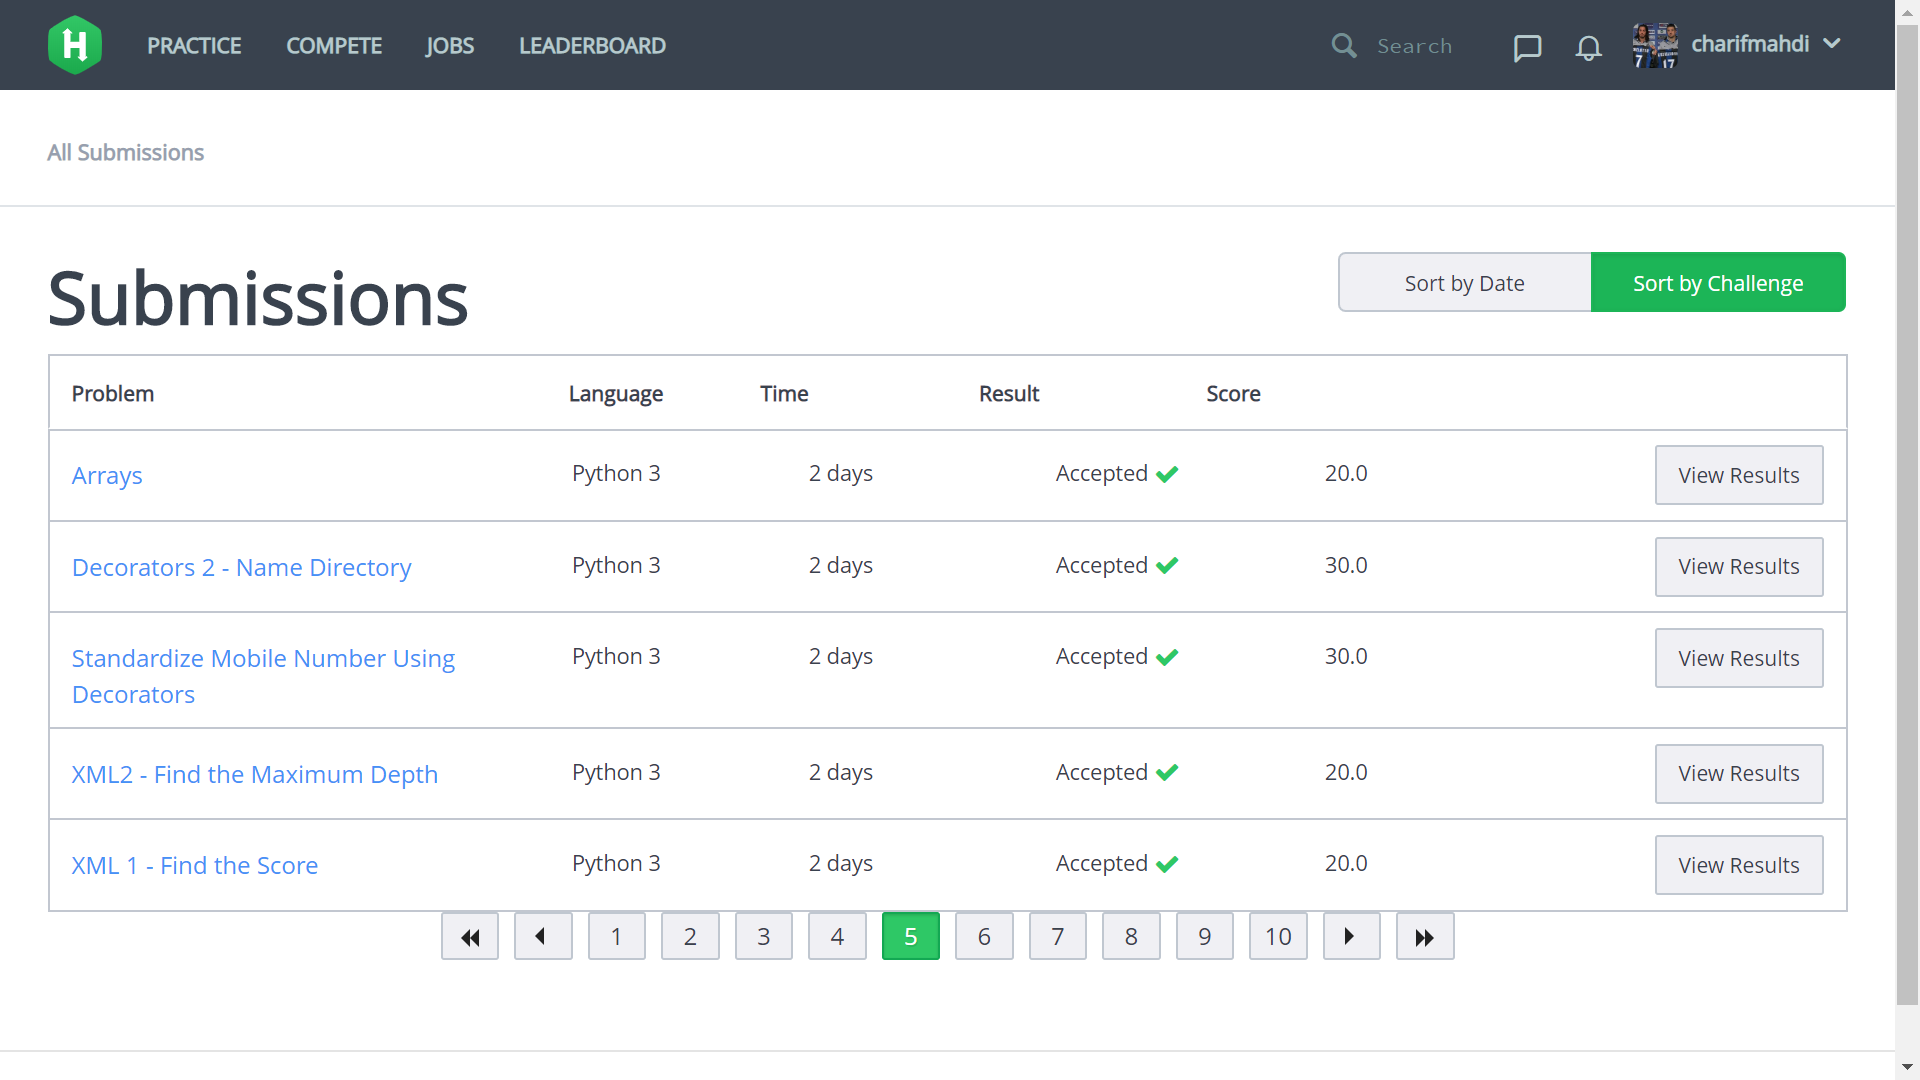 H PRACTICE COMPETE JOBS LEADERBOARD Search charifmahdi
7 17
All Submissions
Submissions
Sort by Date Sort by Challenge
Problem Language Time Result Score
Arrays Python 3 2 days Accepted 20.0 View Results
Decorators 2 - Name Directory Python 3 2 days Accepted 30.0 View Results
Standardize Mobile Number Using Python 3 2 days Accepted 30.0 View Results
Decorators
XML2 - Find the Maximum Depth Python 3 2 days Accepted 20.0 View Results
XML 1 - Find the Score Python 3 2 days Accepted 20.0 View Results
1 2 3 4 5 6 7 8 9 10